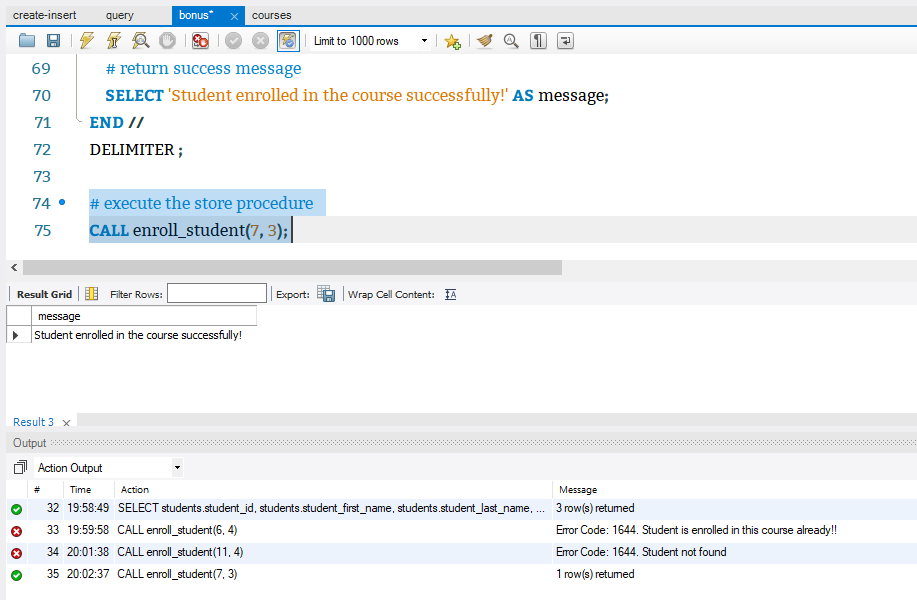 create-insert query bonus* courses
Limit to 1000 rows
69 # return success message
70 SELECT 'Student enrolled in the course successfully!' AS message;
71 END //
72 DELIMITER ;
73
74 # execute the store procedure
75 CALL enroll_student(7, 3);
Result Grid Filter Rows: Export: Wrap Cell Content: IA
message
Student enrolled in the course successfully!
Result 3
Output
Action Output
# Time Action Message
32 19:58:49 SELECT students.student_id, students.student_first_name, students.student_last_name, ... 3 row(s) returned
33 19:59:58 CALL enroll_student(6, 4) Error Code: 1644. Student is enrolled in this course already!!
34 20:01:38 CALL enroll_student(11, 4) Error Code: 1644. Student not found
35 20:02:37 CALL enroll_student(7, 3) 1 row(s) returned